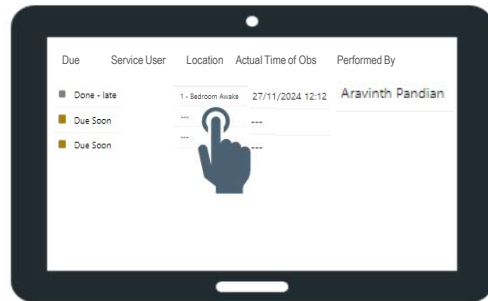 Due Service User Location Actual Time of Obs Performed By
Done - late 1 - Bedroom Awake 27/11/2024 12:12 Aravinth Pandian
Due Soon --- ---
Due Soon --- ---